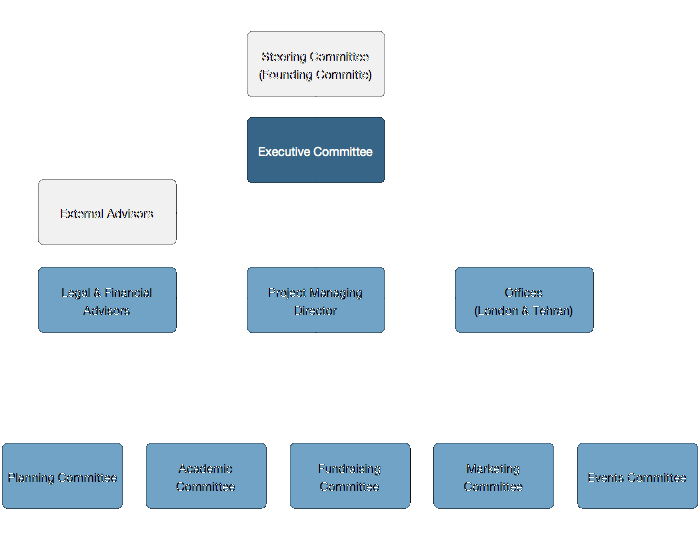 Steering Committee
(Founding Committe)
Executive Committee
External Advisors
Legal & Financial
Advisors
Project Managing
Director
Offices
(London & Tehren)
Planning Committee
Academic
Committee
Fundraising
Committee
Marketing
Committee
Events Committee